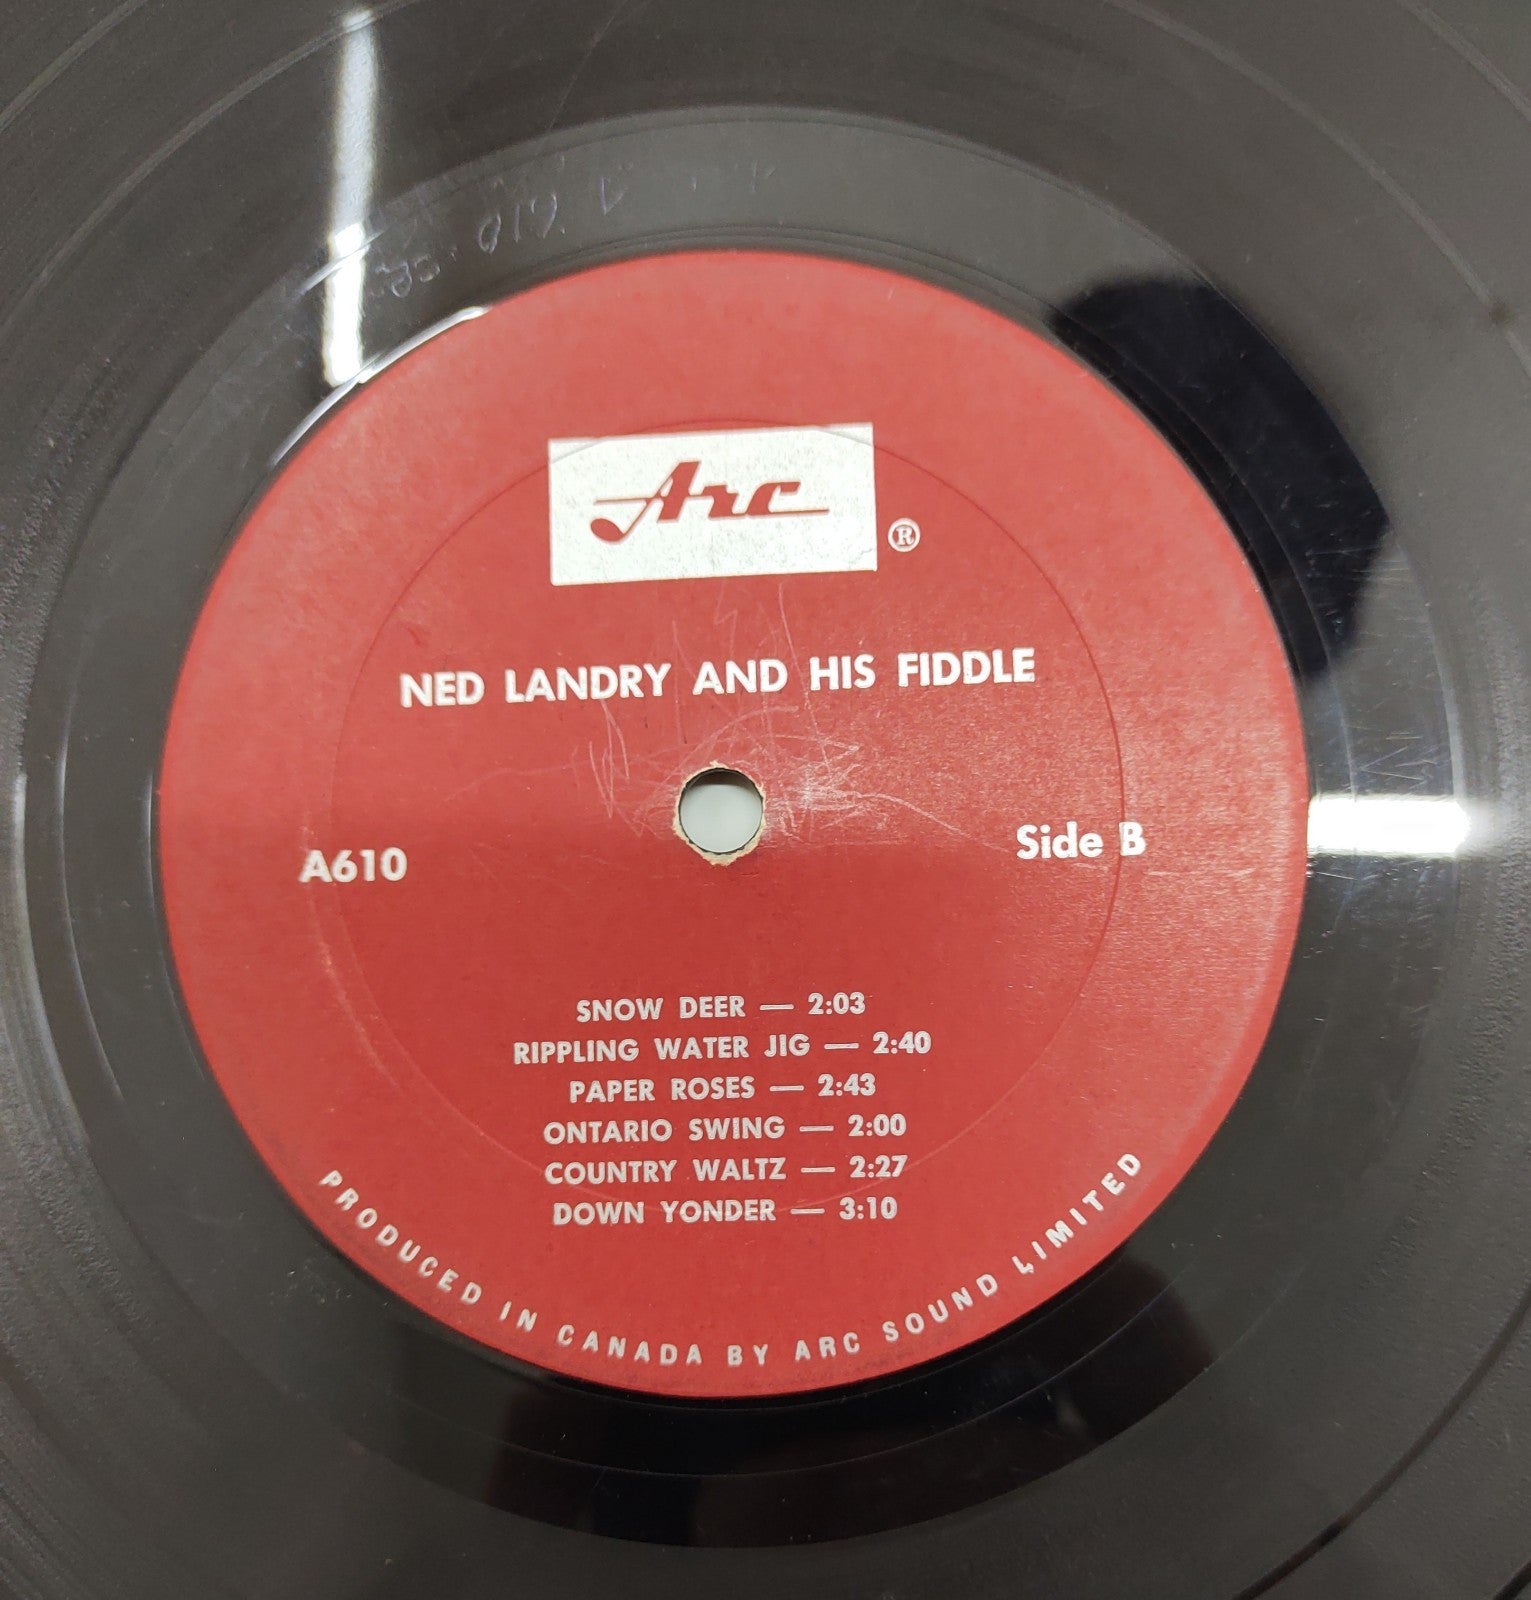 Arc
®
NED LANDRY AND HIS FIDDLE
A610
Side B
SNOW DEER — 2:03
RIPPLING WATER JIG — 2:40
PAPER ROSES — 2:43
ONTARIO SWING — 2:00
COUNTRY WALTZ — 2:27
DOWN YONDER — 3:10
PRODUCED IN CANADA BY ARC SOUND LIMITED